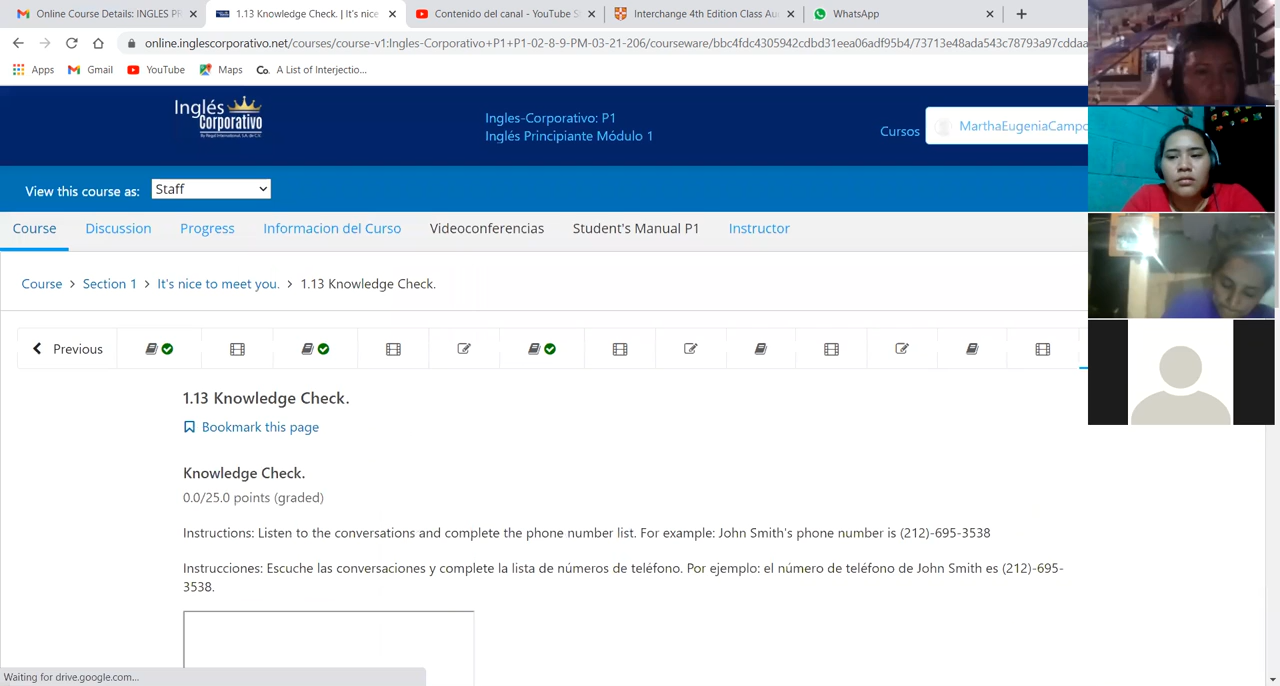 Online Course Details: INGLES PR
1.13 Knowledge Check. | It's nice
Contenido del canal - YouTube S
Interchange 4th Edition Class Au
WhatsApp
online.inglescorporativo.net/courses/course-v1:Ingles-Corporativo+P1+P1-02-8-9-PM-03-21-206/courseware/bbc4fdc4305942cdbd31eea06adf95b4/73713e48ada543c78793a97cddaa
Apps
Gmail
YouTube
Maps
Co. A List of Interjectio...
Inglés
Corporativo
By Regal International, S.A. de C.V.
Ingles-Corporativo: P1
Inglés Principiante Módulo 1
Cursos
MarthaEugeniaCampo
View this course as:
Staff
Course
Discussion
Progress
Informacion del Curso
Videoconferencias
Student's Manual P1
Instructor
Course > Section 1 > It's nice to meet you. > 1.13 Knowledge Check.
Previous
1.13 Knowledge Check.
Bookmark this page
Knowledge Check.
0.0/25.0 points (graded)
Instructions: Listen to the conversations and complete the phone number list. For example: John Smith's phone number is (212)-695-3538
Instrucciones: Escuche las conversaciones y complete la lista de números de teléfono. Por ejemplo: el número de teléfono de John Smith es (212)-695-
3538.
Waiting for drive.google.com...